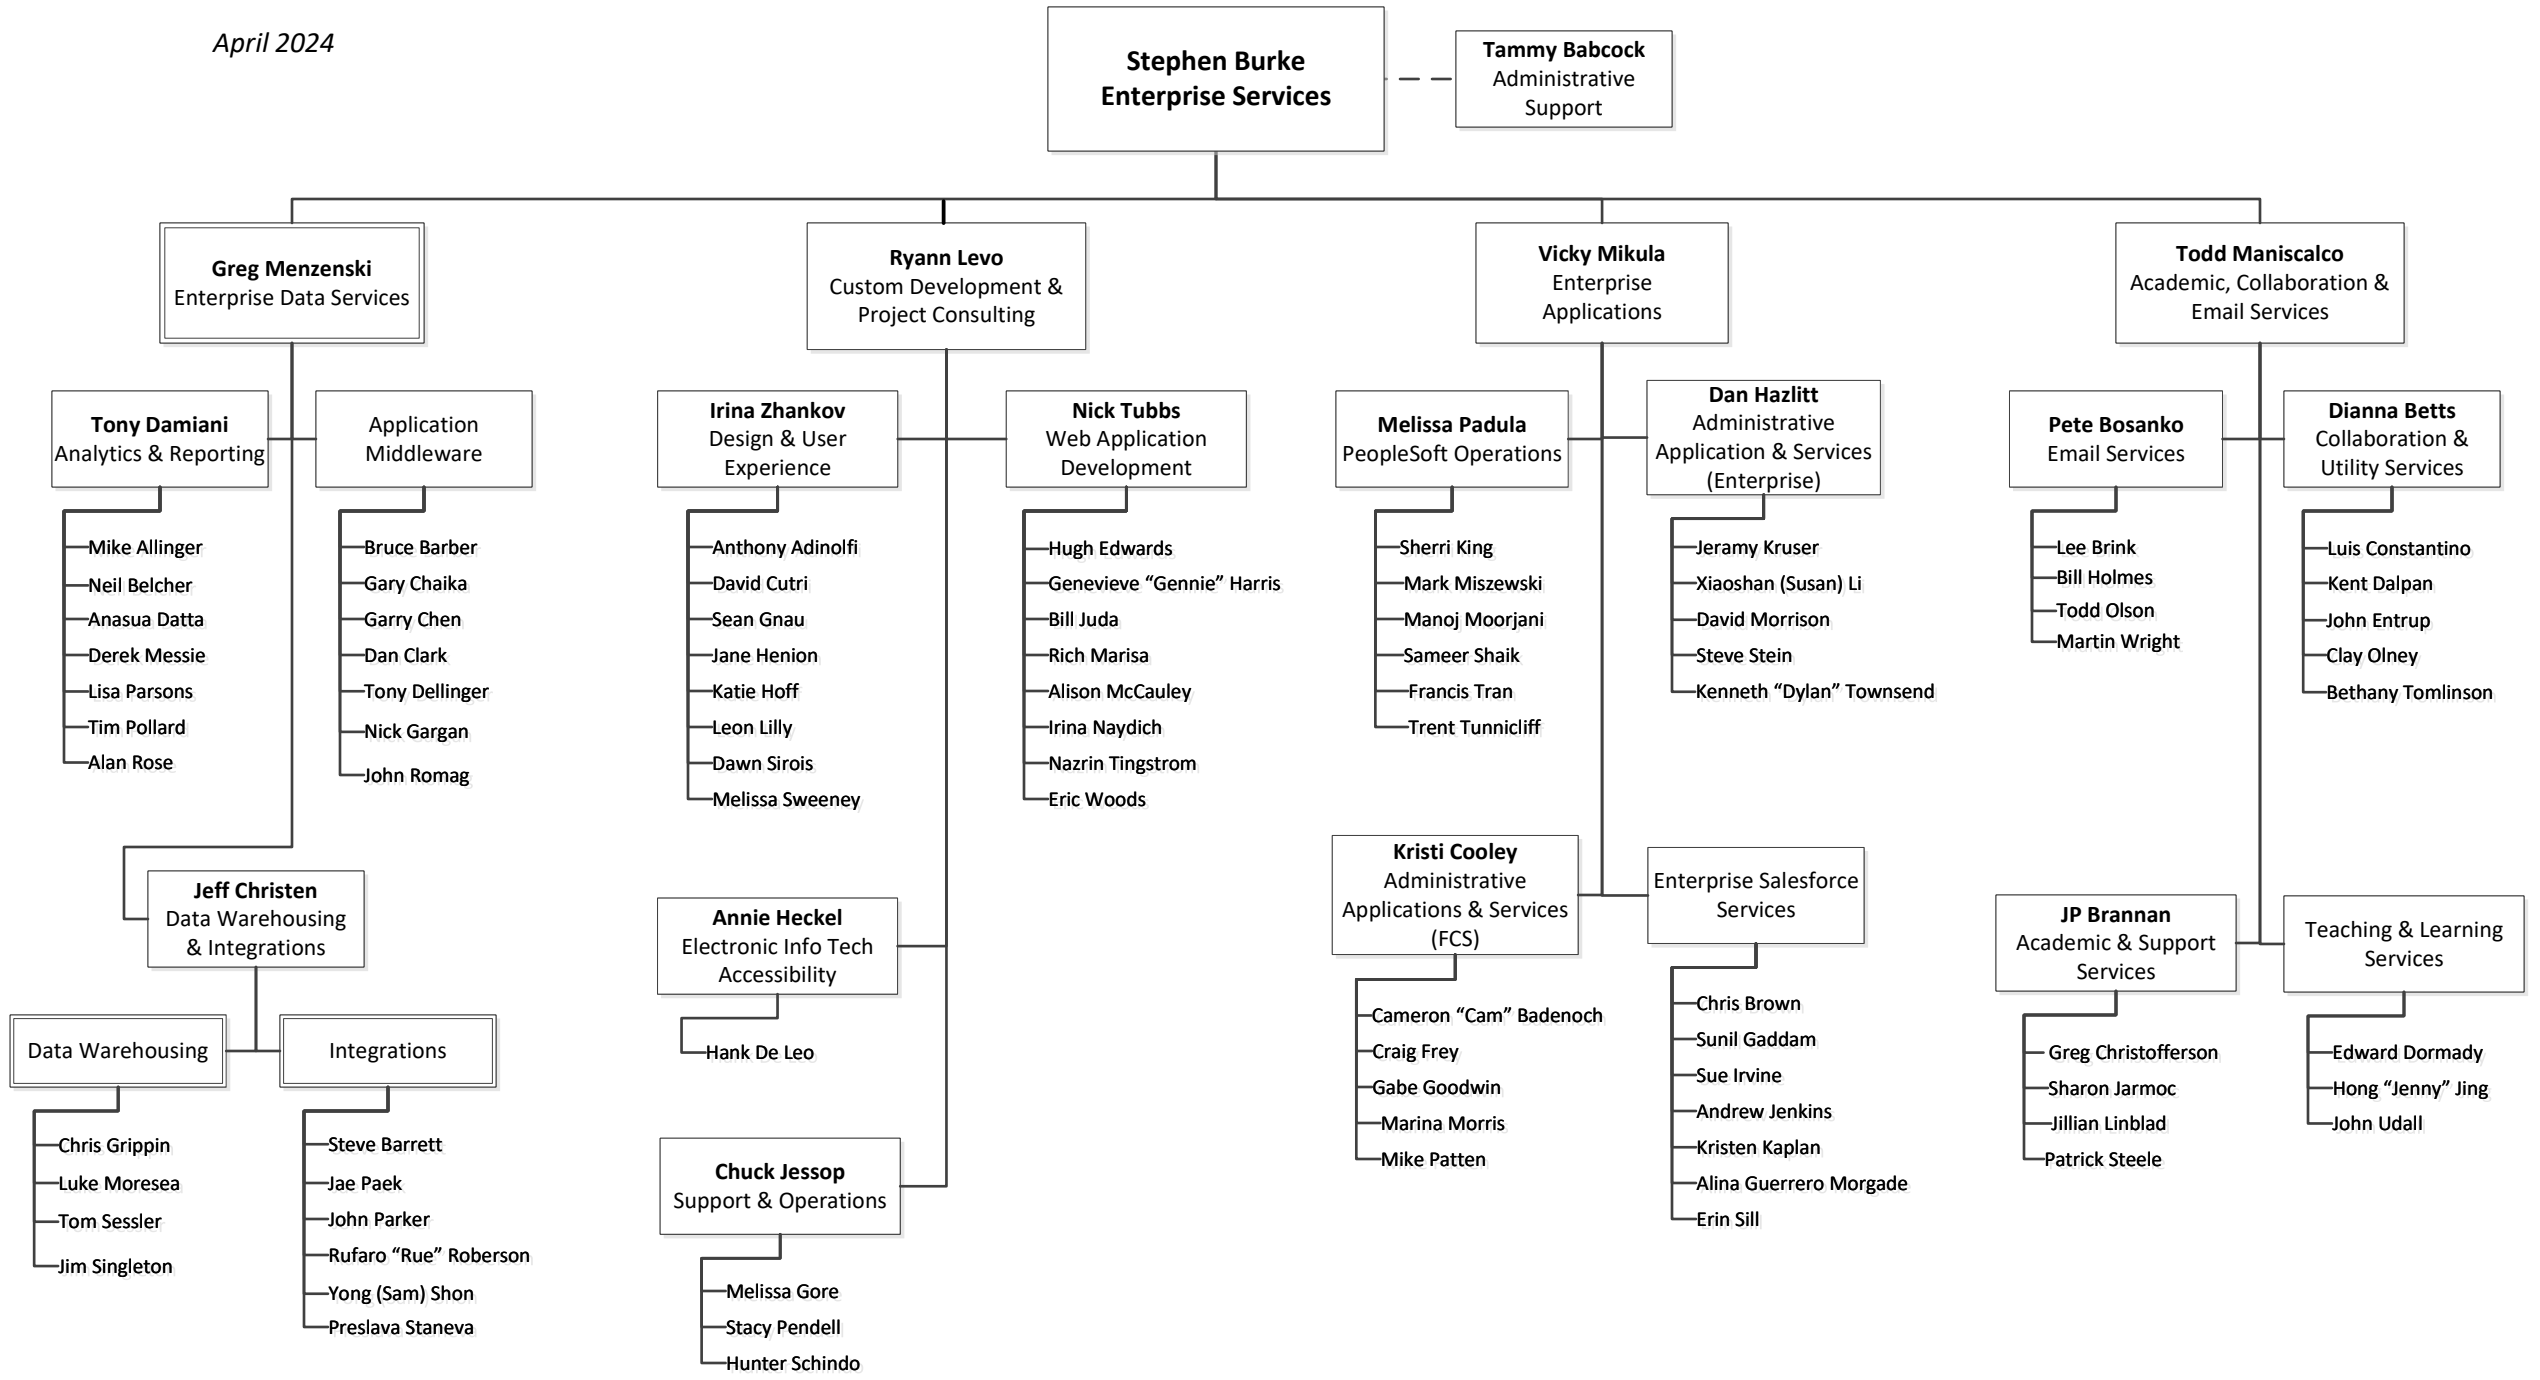 April 2024
Stephen Burke
Enterprise Services
Tammy Babcock
Administrative
Support
Greg Menzenski
Enterprise Data Services
Ryann Levo
Custom Development &
Project Consulting
Vicky Mikula
Enterprise
Applications
Todd Maniscalco
Academic, Collaboration &
Email Services
Tony Damiani
Analytics & Reporting
Mike Allinger
Neil Belcher
Anasua Datta
Derek Messie
Lisa Parsons
Tim Pollard
Alan Rose
Application
Middleware
Bruce Barber
Gary Chaika
Garry Chen
Dan Clark
Tony Dellinger
Nick Gargan
John Romag
Jeff Christen
Data Warehousing
& Integrations
Data Warehousing
Chris Grippin
Luke Moresea
Tom Sessler
Jim Singleton
Integrations
Steve Barrett
Jae Paek
John Parker
Rufaro “Rue” Roberson
Yong (Sam) Shon
Preslava Staneva
Irina Zhankov
Design & User
Experience
Anthony Adinolfi
David Cutri
Sean Gnau
Jane Henion
Katie Hoff
Leon Lilly
Dawn Sirois
Melissa Sweeney
Nick Tubbs
Web Application
Development
Hugh Edwards
Genevieve “Gennie” Harris
Bill Juda
Rich Marisa
Alison McCauley
Irina Naydich
Nazrin Tingstrom
Eric Woods
Annie Heckel
Electronic Info Tech
Accessibility
Hank De Leo
Chuck Jessop
Support & Operations
Melissa Gore
Stacy Pendell
Hunter Schindo
Melissa Padula
PeopleSoft Operations
Sherri King
Mark Miszewski
Manoj Moorjani
Sameer Shaik
Francis Tran
Trent Tunnicliff
Dan Hazlitt
Administrative
Application & Services
(Enterprise)
Jeramy Kruser
Xiaoshan (Susan) Li
David Morrison
Steve Stein
Kenneth “Dylan” Townsend
Kristi Cooley
Administrative
Applications & Services
(FCS)
Cameron “Cam” Badenoch
Craig Frey
Gabe Goodwin
Marina Morris
Mike Patten
Enterprise Salesforce
Services
Chris Brown
Sunil Gaddam
Sue Irvine
Andrew Jenkins
Kristen Kaplan
Alina Guerrero Morgade
Erin Sill
Pete Bosanko
Email Services
Lee Brink
Bill Holmes
Todd Olson
Martin Wright
Dianna Betts
Collaboration &
Utility Services
Luis Constantino
Kent Dalpan
John Entrup
Clay Olney
Bethany Tomlinson
JP Brannan
Academic & Support
Services
Greg Christofferson
Sharon Jarmoc
Jillian Linblad
Patrick Steele
Teaching & Learning
Services
Edward Dormady
Hong “Jenny” Jing
John Udall